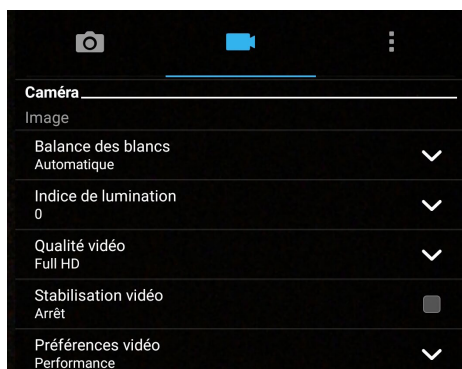 Caméra
Image
Balance des blancs
Automatique
Indice de lumination
0
Qualité vidéo
Full HD
Stabilisation vidéo
Arrêt
Préférences vidéo
Performance